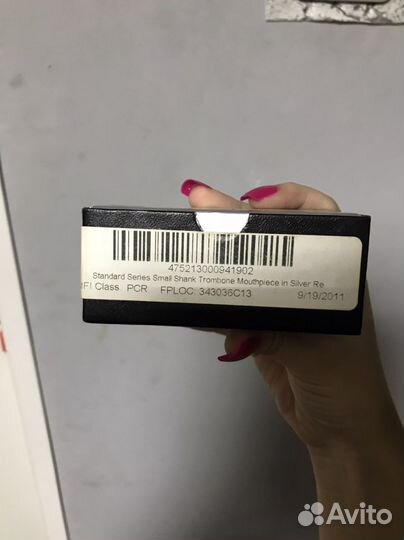 475213000941902
Standard Series Small Shank Trombone Mouthpiece in Silver Re
FI Class PCR FPLOC 343036C13 9/19/2011
Avito